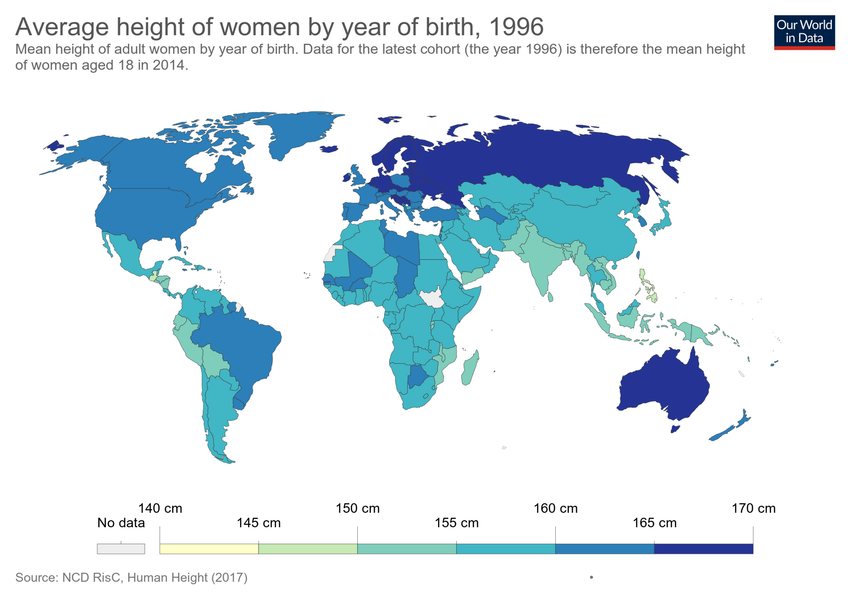 Average height of women by year of birth, 1996
Mean height of adult women by year of birth. Data for the latest cohort (the year 1996) is therefore the mean height
of women aged 18 in 2014.
Our World
in Data
140 cm
150 cm
160 cm
170 cm
No data
145 cm
155 cm
165 cm
Source: NCD RisC, Human Height (2017)